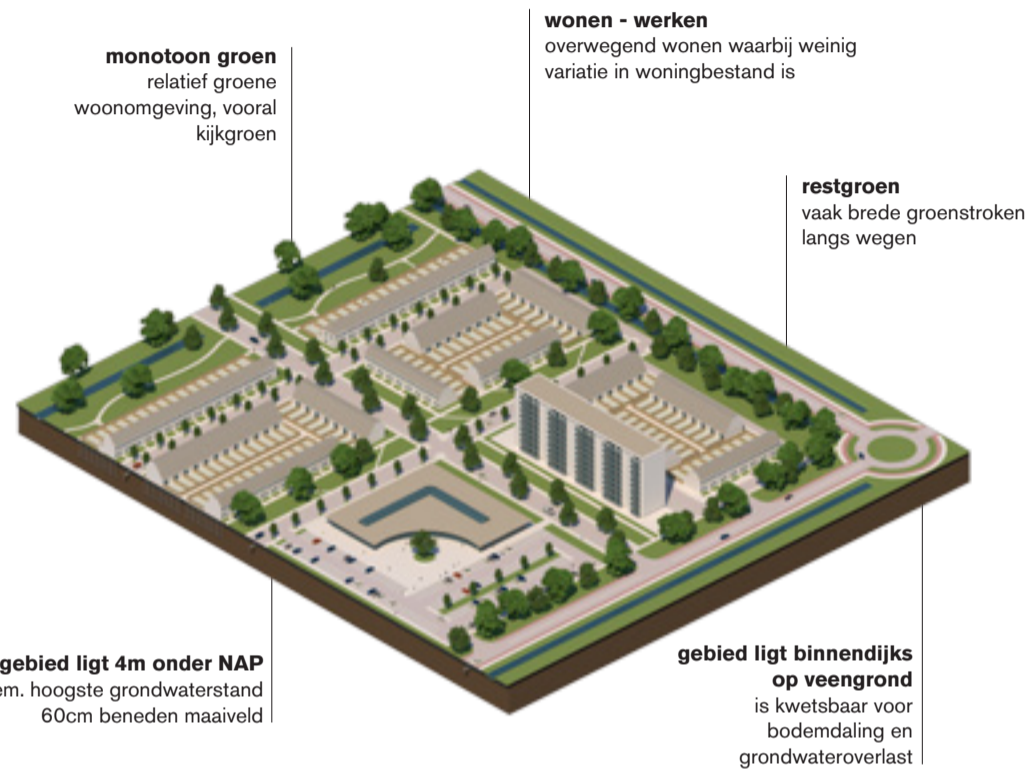 monotoon groen
relatief groene
woonomgeving, vooral
kijkgroen
wonen - werken
overwegend wonen waarbij weinig
variatie in woningbestand is
restgroen
vaak brede groenstroken
langs wegen
gebied ligt 4m onder NAP
em. hoogste grondwaterstand
60cm beneden maaiveld
gebied ligt binnendijks
op veengrond
is kwetsbaar voor
bodemdaling en
grondwateroverlast